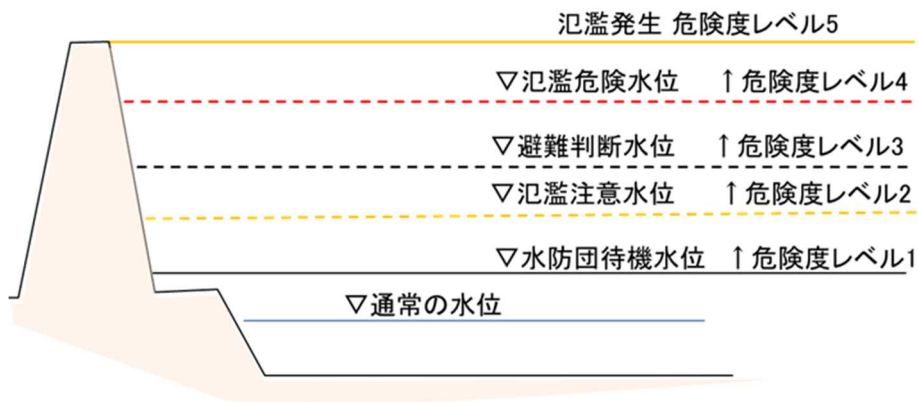 氾濫発生 危険度レベル5
▽氾濫危険水位 ↑危険度レベル4
▽避難判断水位 ↑危険度レベル3
▽氾濫注意水位 ↑危険度レベル2
▽水防団待機水位 ↑危険度レベル1
▽通常の水位